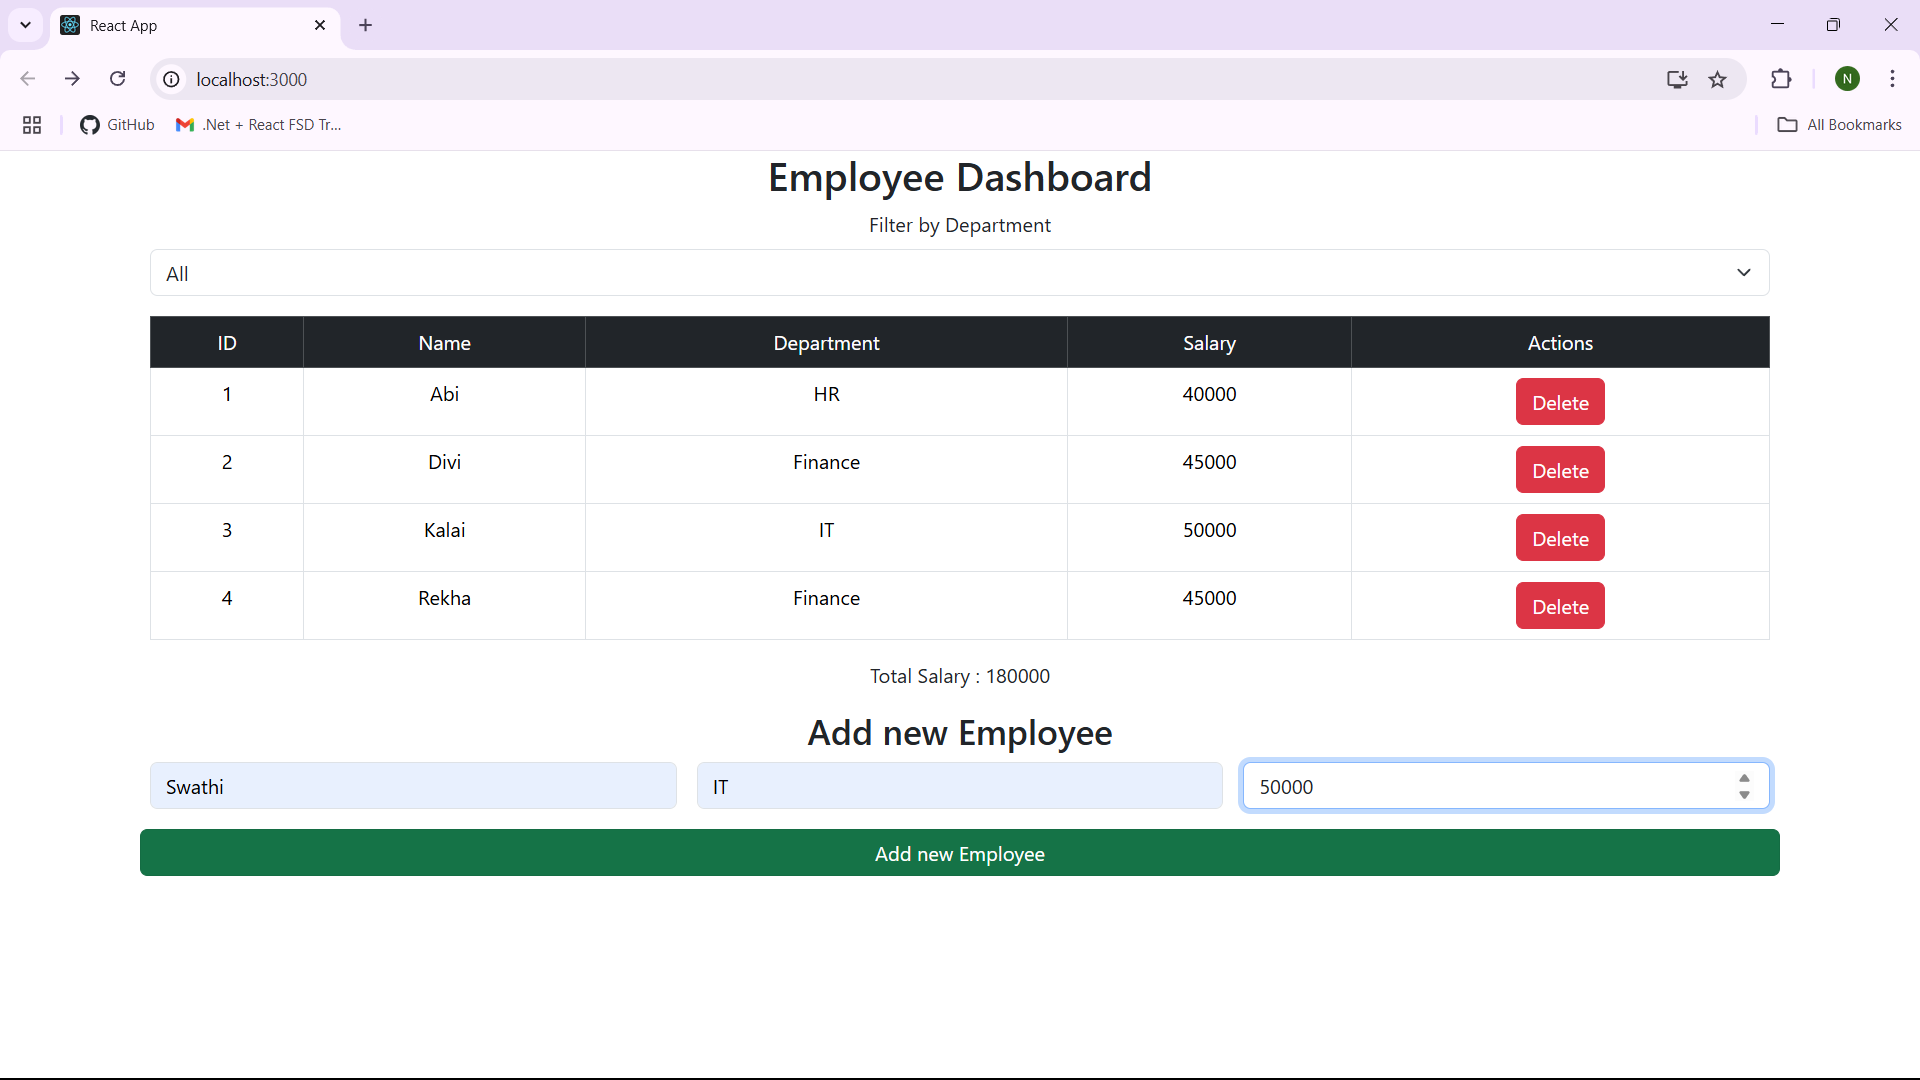 React App
localhost:3000
N
GitHub
.Net + React FSD Tr...
All Bookmarks
Employee Dashboard
Filter by Department
All
ID Name Department Salary Actions
1 Abi HR 40000 Delete
2 Divi Finance 45000 Delete
3 Kalai IT 50000 Delete
4 Rekha Finance 45000 Delete
Total Salary : 180000
Add new Employee
Swathi IT 50000
Add new Employee